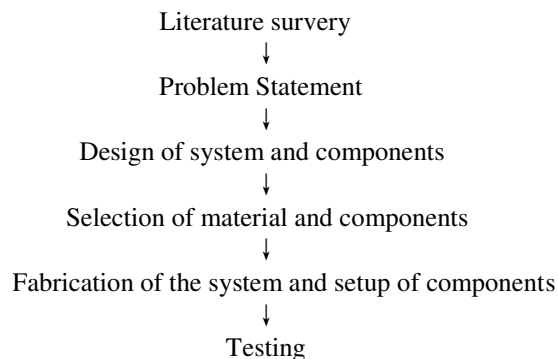 Literature survery
Problem Statement
Design of system and components
Selection of material and components
Fabrication of the system and setup of components
Testing